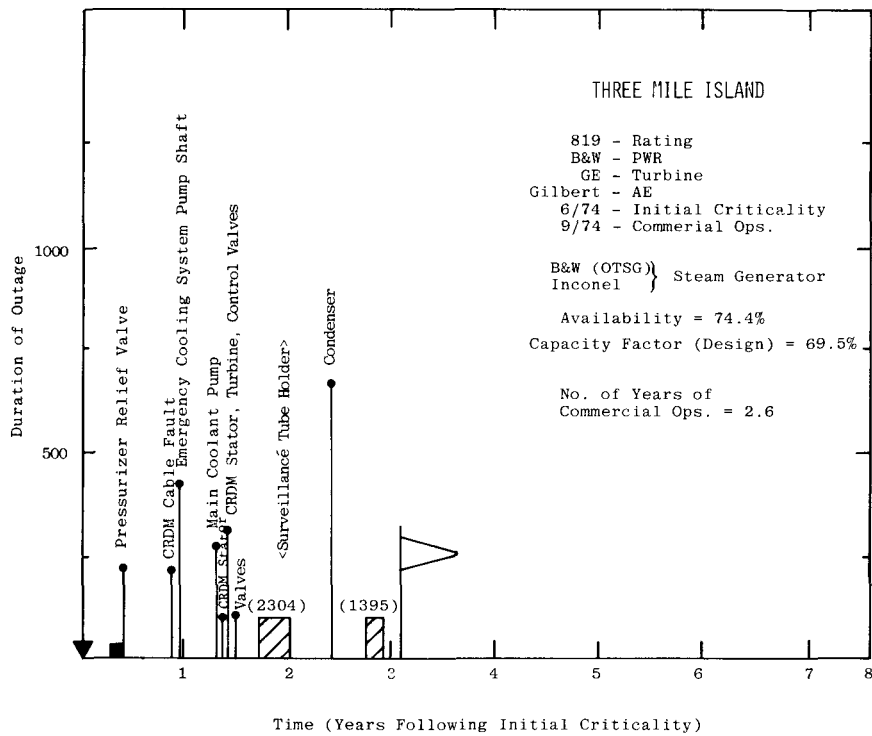 THREE MILE ISLAND
819 - Rating
B&W - PWR
GE - Turbine
Gilbert - AE
6/74 - Initial Criticality
9/74 - Commerial Ops.
B&W (OTSG)
Inconel
} Steam Generator
Availability = 74.4%
Capacity Factor (Design) = 69.5%
No. of Years of
Commercial Ops. = 2.6
Duration of Outage
1000
500
Pressurizer Relief Valve
CRDM Cable Fault
Emergency Cooling System Pump Shaft
Main Coolant Pump
CRDM Stator
CRDM Stator, Turbine, Control Valves
Valves
<Surveillancé Tube Holder>
(2304)
Condenser
(1395)
1 2 3 4 5 6 7 8
Time (Years Following Initial Criticality)